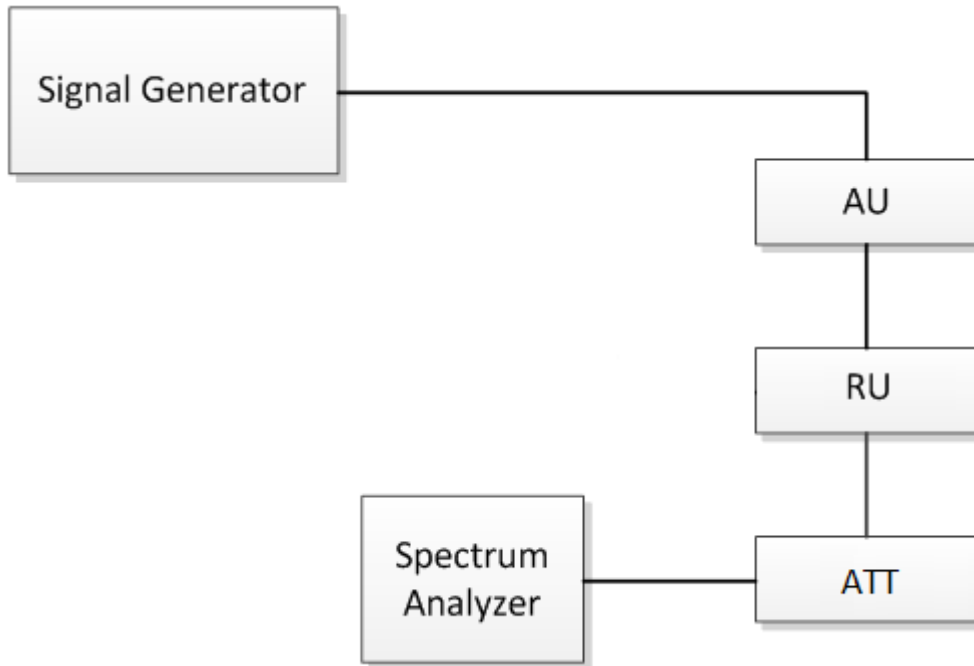 Signal Generator
AU
RU
ATT
Spectrum
Analyzer